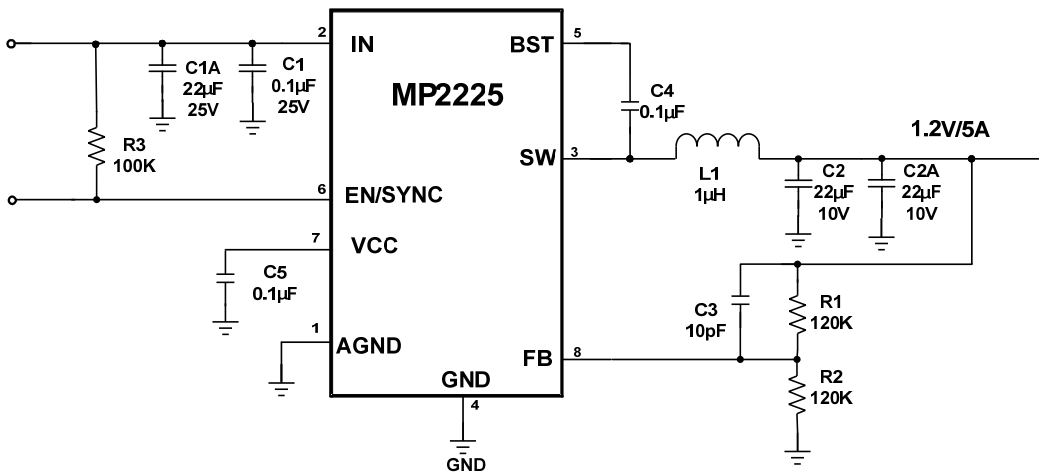 2
IN
C1A
22µF
25V
C1
0.1µF
25V
R3
100K
6
EN/SYNC
7
VCC
C5
0.1µF
1
AGND
MP2225
GND
4
GND
BST
5
C4
0.1µF
SW
3
L1
1µH
1.2V/5A
C2
22µF
10V
C2A
22µF
10V
C3
10pF
R1
120K
FB
8
R2
120K